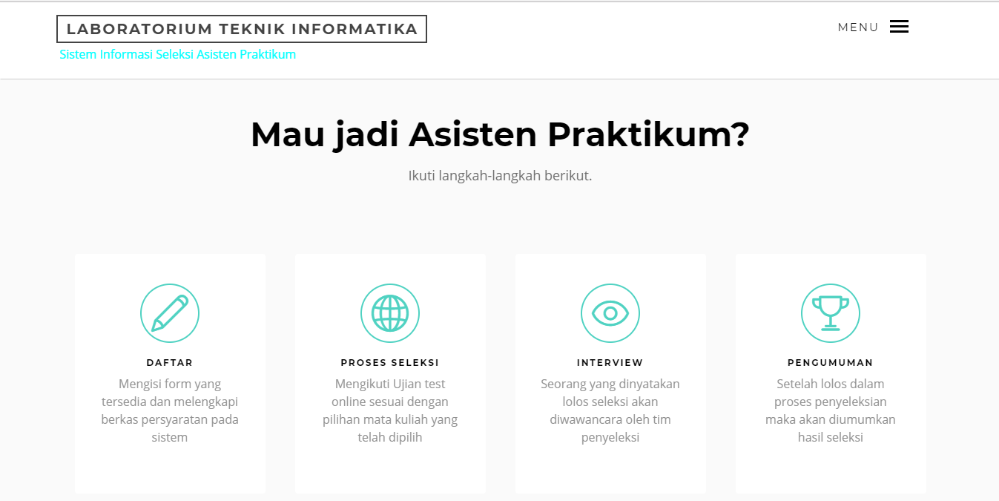 LABORATORIUM TEKNIK INFORMATIKA
Sistem Informasi Seleksi Asisten Praktikum
MENU
Mau jadi Asisten Praktikum?
Ikuti langkah-langkah berikut.
DAFTAR
Mengisi form yang
tersedia dan melengkapi
berkas persyaratan pada
sistem
PROSES SELEKSI
Mengikuti Ujian test
online sesuai dengan
pilihan mata kuliah yang
telah dipilih
INTERVIEW
Seorang yang dinyatakan
lolos seleksi akan
diwawancara oleh tim
penyeleksi
PENGUMUMAN
Setelah lolos dalam
proses penyeleksian
maka akan diumumkan
hasil seleksi